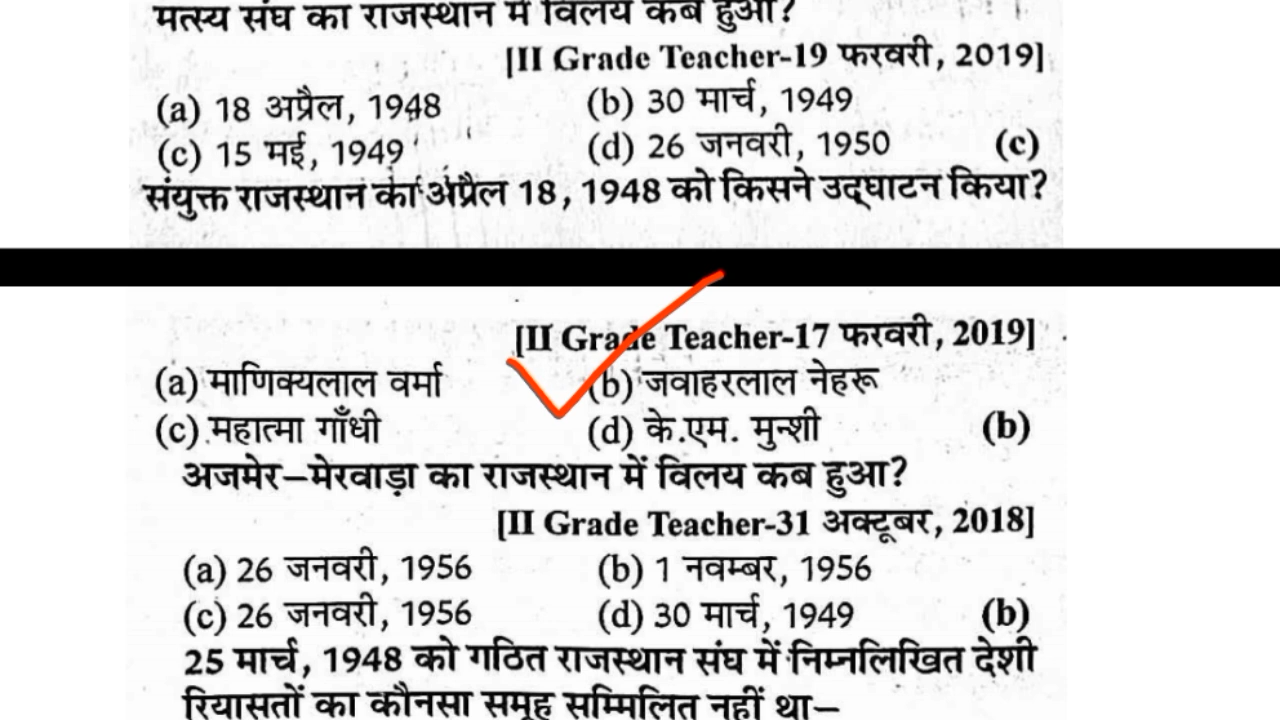 मत्स्य संघ का राजस्थान में विलय कब हुआ?
[II Grade Teacher-19 फरवरी, 2019]
(a) 18 अप्रैल, 1948 (b) 30 मार्च, 1949
(c) 15 मई, 1949 (d) 26 जनवरी, 1950 (c)
संयुक्त राजस्थान का अप्रैल 18, 1948 को किसने उद्घाटन किया?
[II Grade Teacher-17 फरवरी, 2019]
(a) माणिक्यलाल वर्मा (b) जवाहरलाल नेहरू
(c) महात्मा गाँधी (d) के.एम. मुन्शी (b)
अजमेर–मेरवाड़ा का राजस्थान में विलय कब हुआ?
[II Grade Teacher-31 अक्टूबर, 2018]
(a) 26 जनवरी, 1956 (b) 1 नवम्बर, 1956
(c) 26 जनवरी, 1956 (d) 30 मार्च, 1949 (b)
25 मार्च, 1948 को गठित राजस्थान संघ में निम्नलिखित देशी
रियासतों का कौनसा समूह सम्मिलित नहीं था–